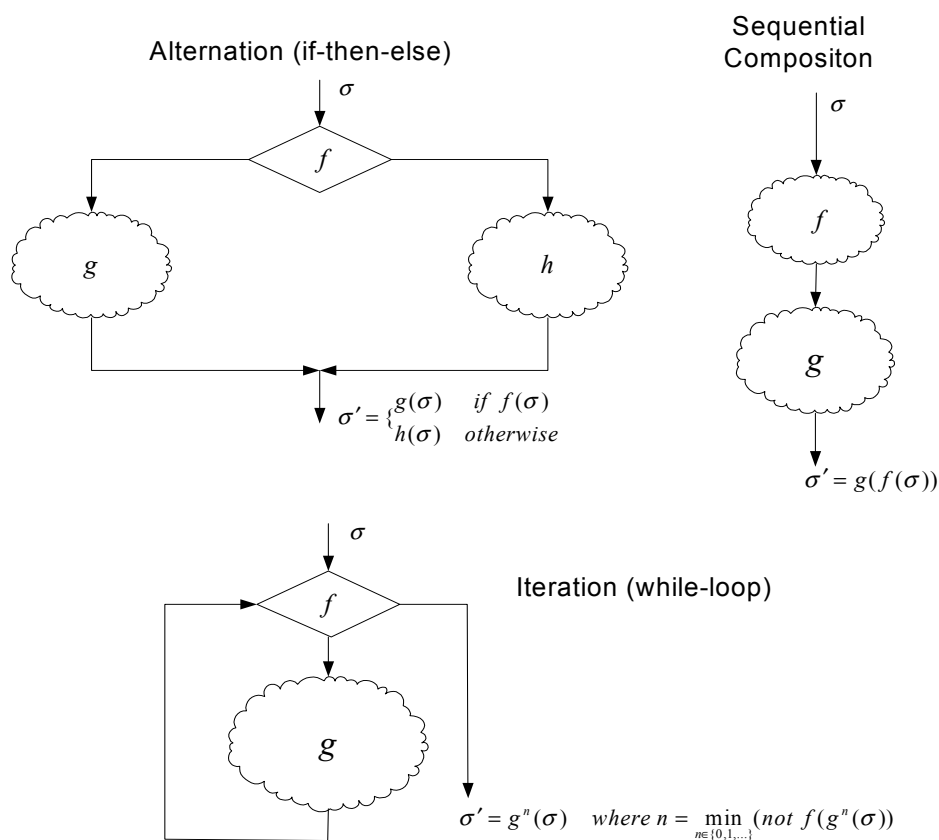 Alternation (if-then-else)
σ
f
g
h
σ′ = { g(σ) if f(σ)
h(σ) otherwise
Sequential
Compositon
σ
f
g
σ′ = g(f(σ))
Iteration (while-loop)
σ
f
g
σ′ = gⁿ(σ) where n = min (not f(gⁿ(σ))
n∈{0,1,...}